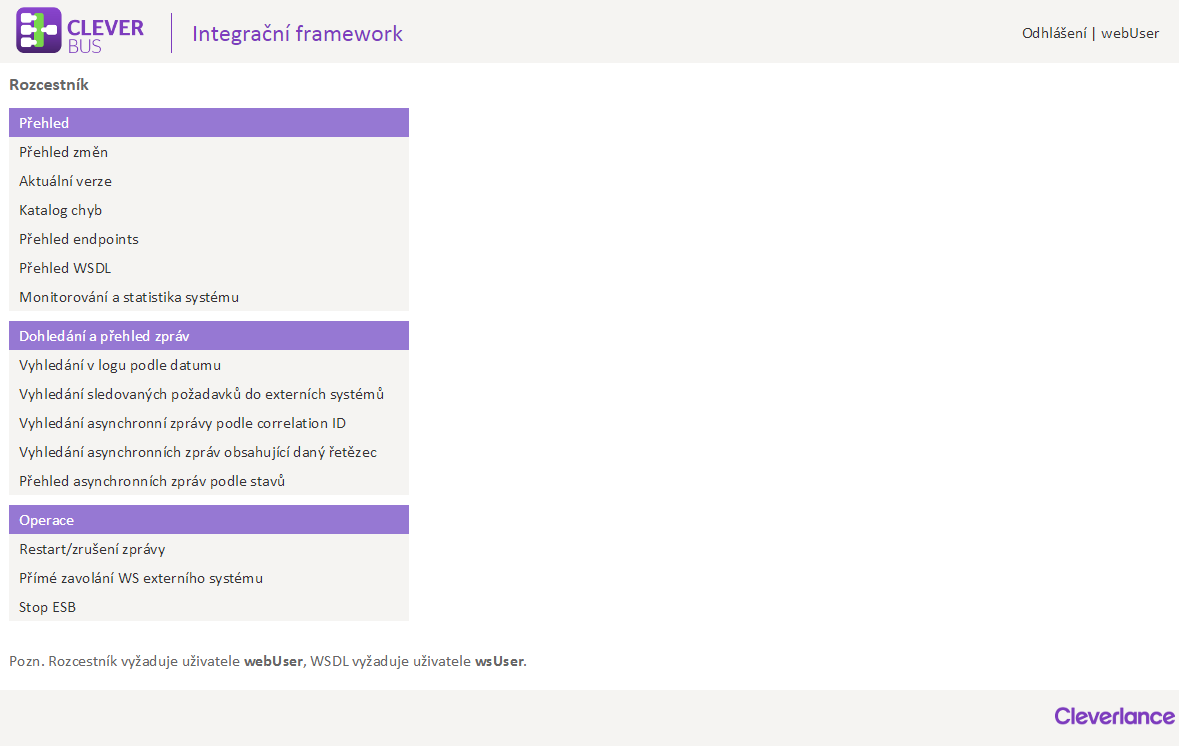 CLEVER
BUS
Integrační framework
Odhlášení | webUser
Rozcestník
Přehled
Přehled změn
Aktuální verze
Katalog chyb
Přehled endpoints
Přehled WSDL
Monitorování a statistika systému
Dohledání a přehled zpráv
Vyhledání v logu podle datumu
Vyhledání sledovaných požadavků do externích systémů
Vyhledání asynchronní zprávy podle correlation ID
Vyhledání asynchronních zpráv obsahující daný řetězec
Přehled asynchronních zpráv podle stavů
Operace
Restart/zrušení zprávy
Přímé zavolání WS externího systému
Stop ESB
Pozn. Rozcestník vyžaduje uživatele webUser, WSDL vyžaduje uživatele wsUser.
Cleverlance